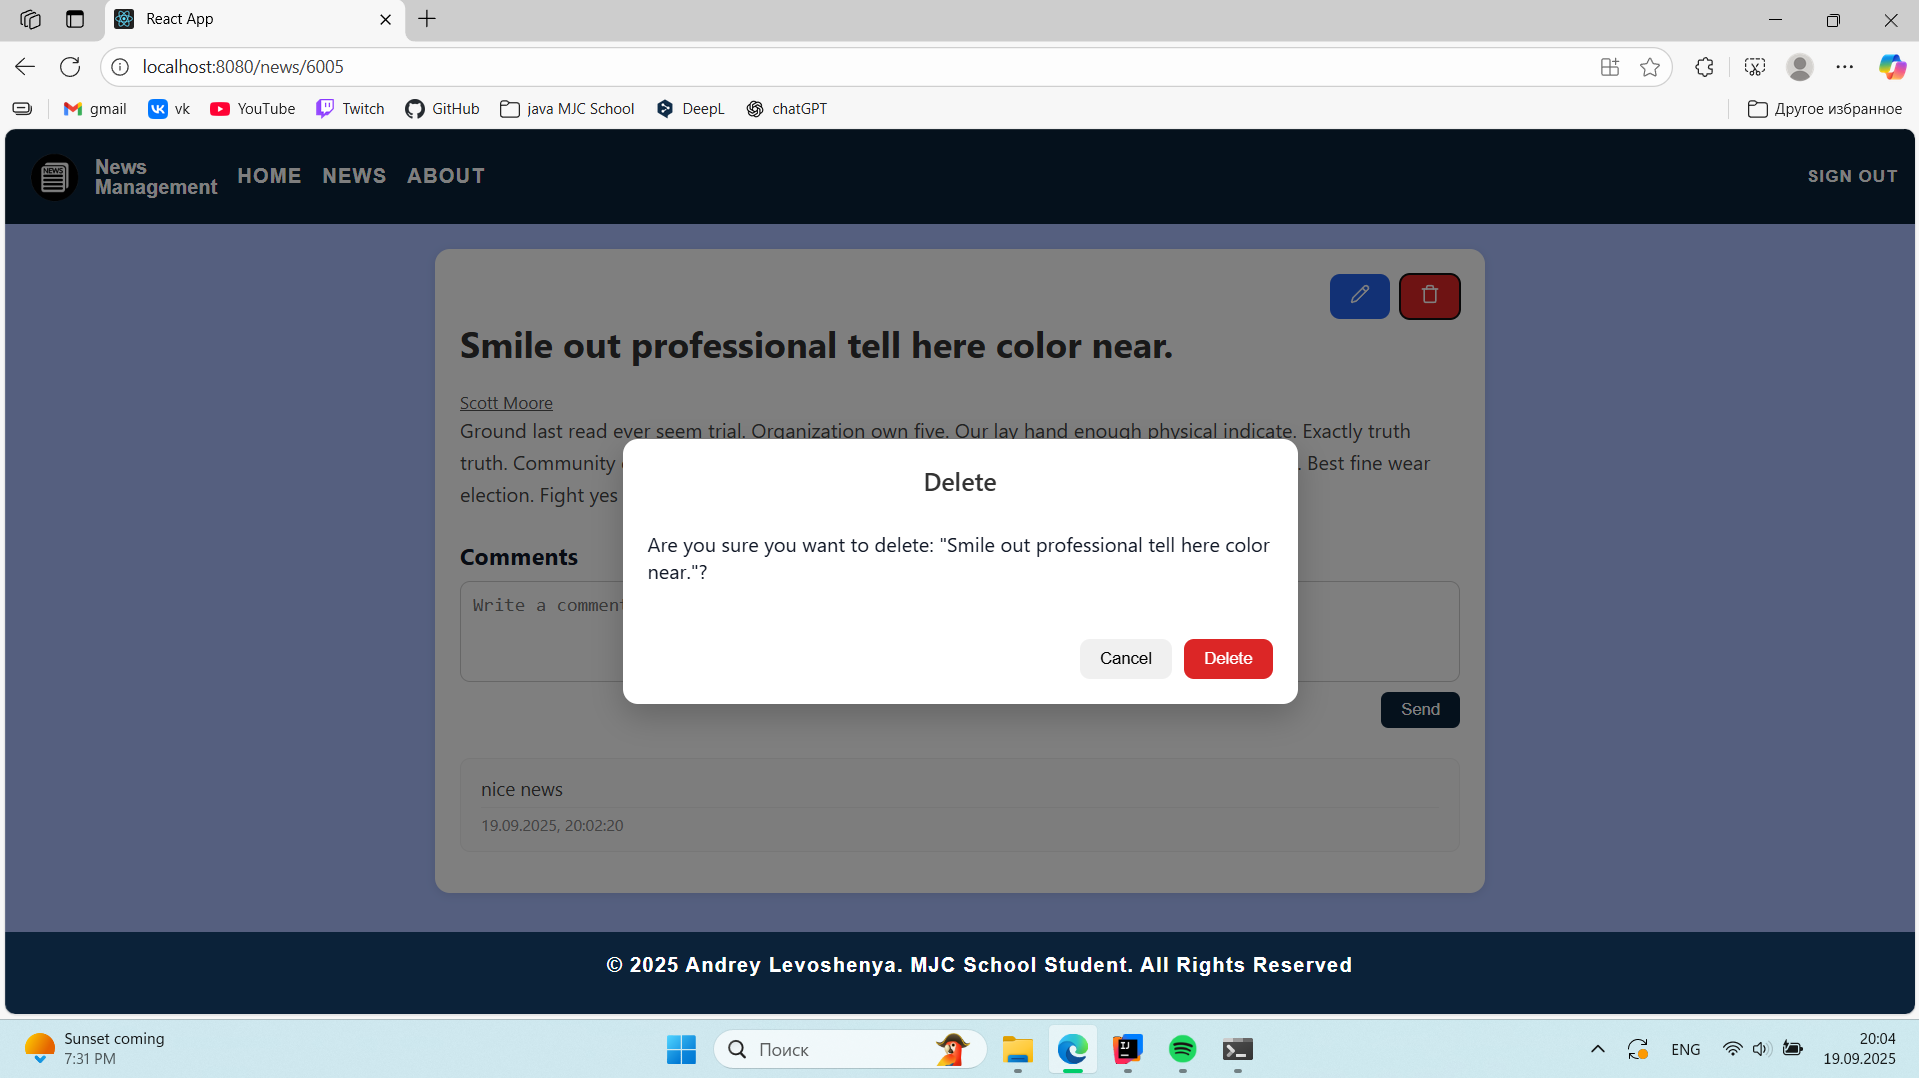 React App
localhost:8080/news/6005
gmail
vk
YouTube
Twitch
GitHub
java MJC School
DeepL
chatGPT
Другое избранное
NEWS
News
Management
HOME
NEWS
ABOUT
SIGN OUT
Smile out professional tell here color near.
Scott Moore
Ground last read ever seem trial. Organization own five. Our lay hand enough physical indicate. Exactly truth
truth. Community
. Best fine wear
election. Fight yes
Delete
Are you sure you want to delete: "Smile out professional tell here color
near."?
Cancel
Delete
Comments
Write a comment
Send
nice news
19.09.2025, 20:02:20
© 2025 Andrey Levoshenya. MJC School Student. All Rights Reserved
Sunset coming
7:31 PM
Поиск
IJ
ENG
20:04
19.09.2025